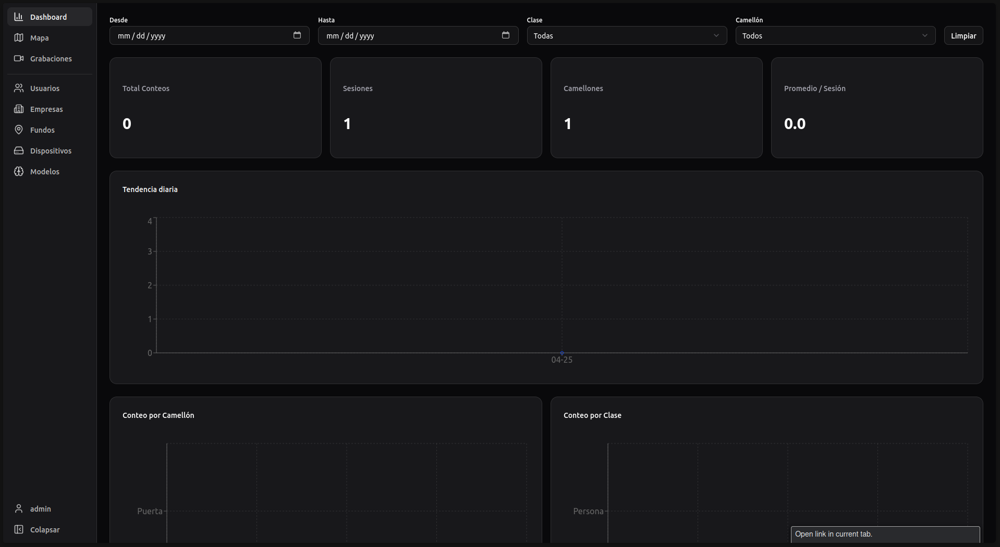 Dashboard
Mapa
Grabaciones
Usuarios
Empresas
Fundos
Dispositivos
Modelos
admin
Colapsar
Desde
mm / dd / yyyy
Hasta
mm / dd / yyyy
Clase
Todas
Camellón
Todos
Limpiar
Total Conteos
0
Sesiones
1
Camellones
1
Promedio / Sesión
0.0
Tendencia diaria
4
3
2
1
0
04-25
Conteo por Camellón
Puerta
Conteo por Clase
Persona
Open link in current tab.